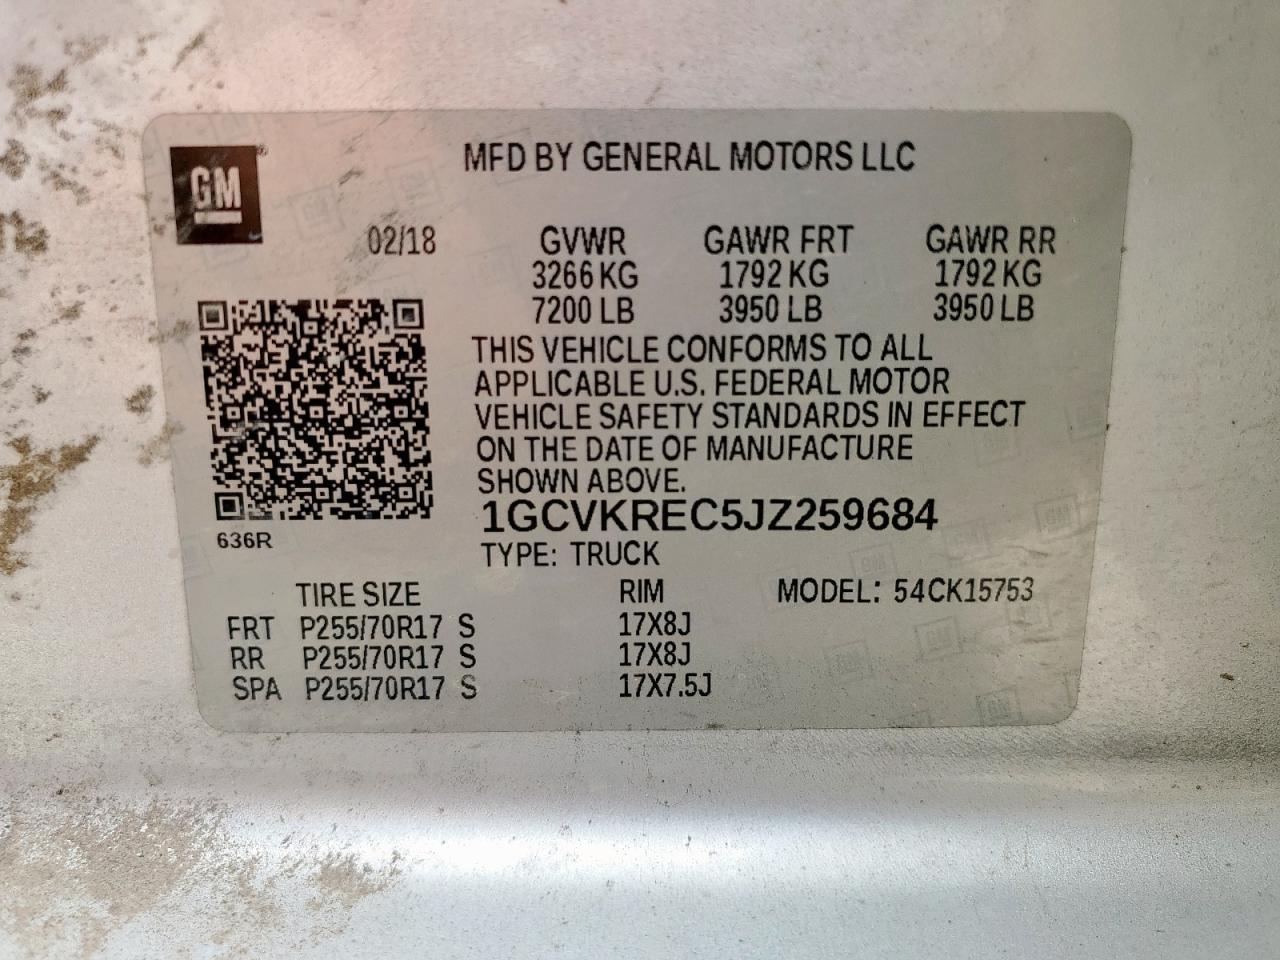 GM
MFD BY GENERAL MOTORS LLC
02/18 GVWR GAWR FRT GAWR RR
3266 KG 1792 KG 1792 KG
7200 LB 3950 LB 3950 LB
THIS VEHICLE CONFORMS TO ALL
APPLICABLE U.S. FEDERAL MOTOR
VEHICLE SAFETY STANDARDS IN EFFECT
ON THE DATE OF MANUFACTURE
SHOWN ABOVE.
1GCVKREC5JZ259684
636R
TYPE: TRUCK
TIRE SIZE RIM MODEL: 54CK15753
FRT P255/70R17 S 17X8J
RR P255/70R17 S 17X8J
SPA P255/70R17 S 17X7.5J